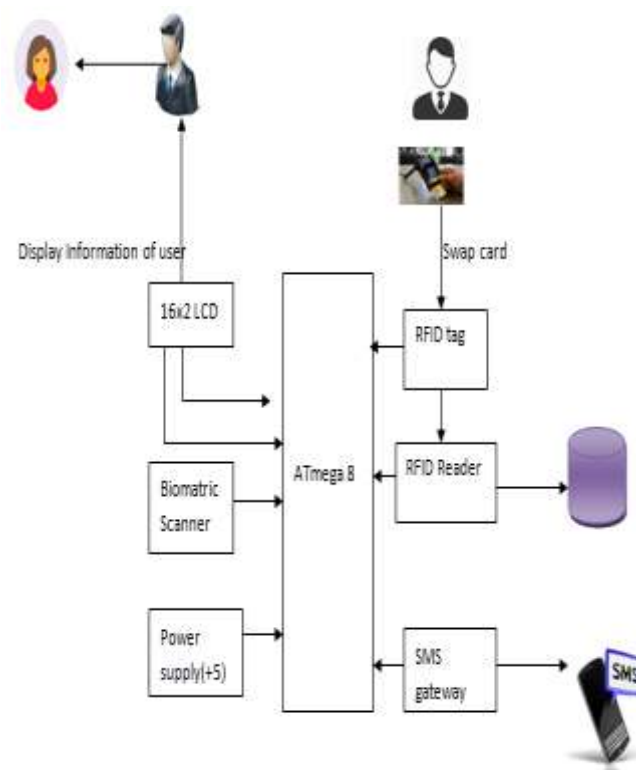 Display Information of user
Swap card
16x2 LCD
RFID tag
ATmega 8
RFID Reader
Biomatric
Scanner
Power
supply(+5)
SMS
gateway
SMS